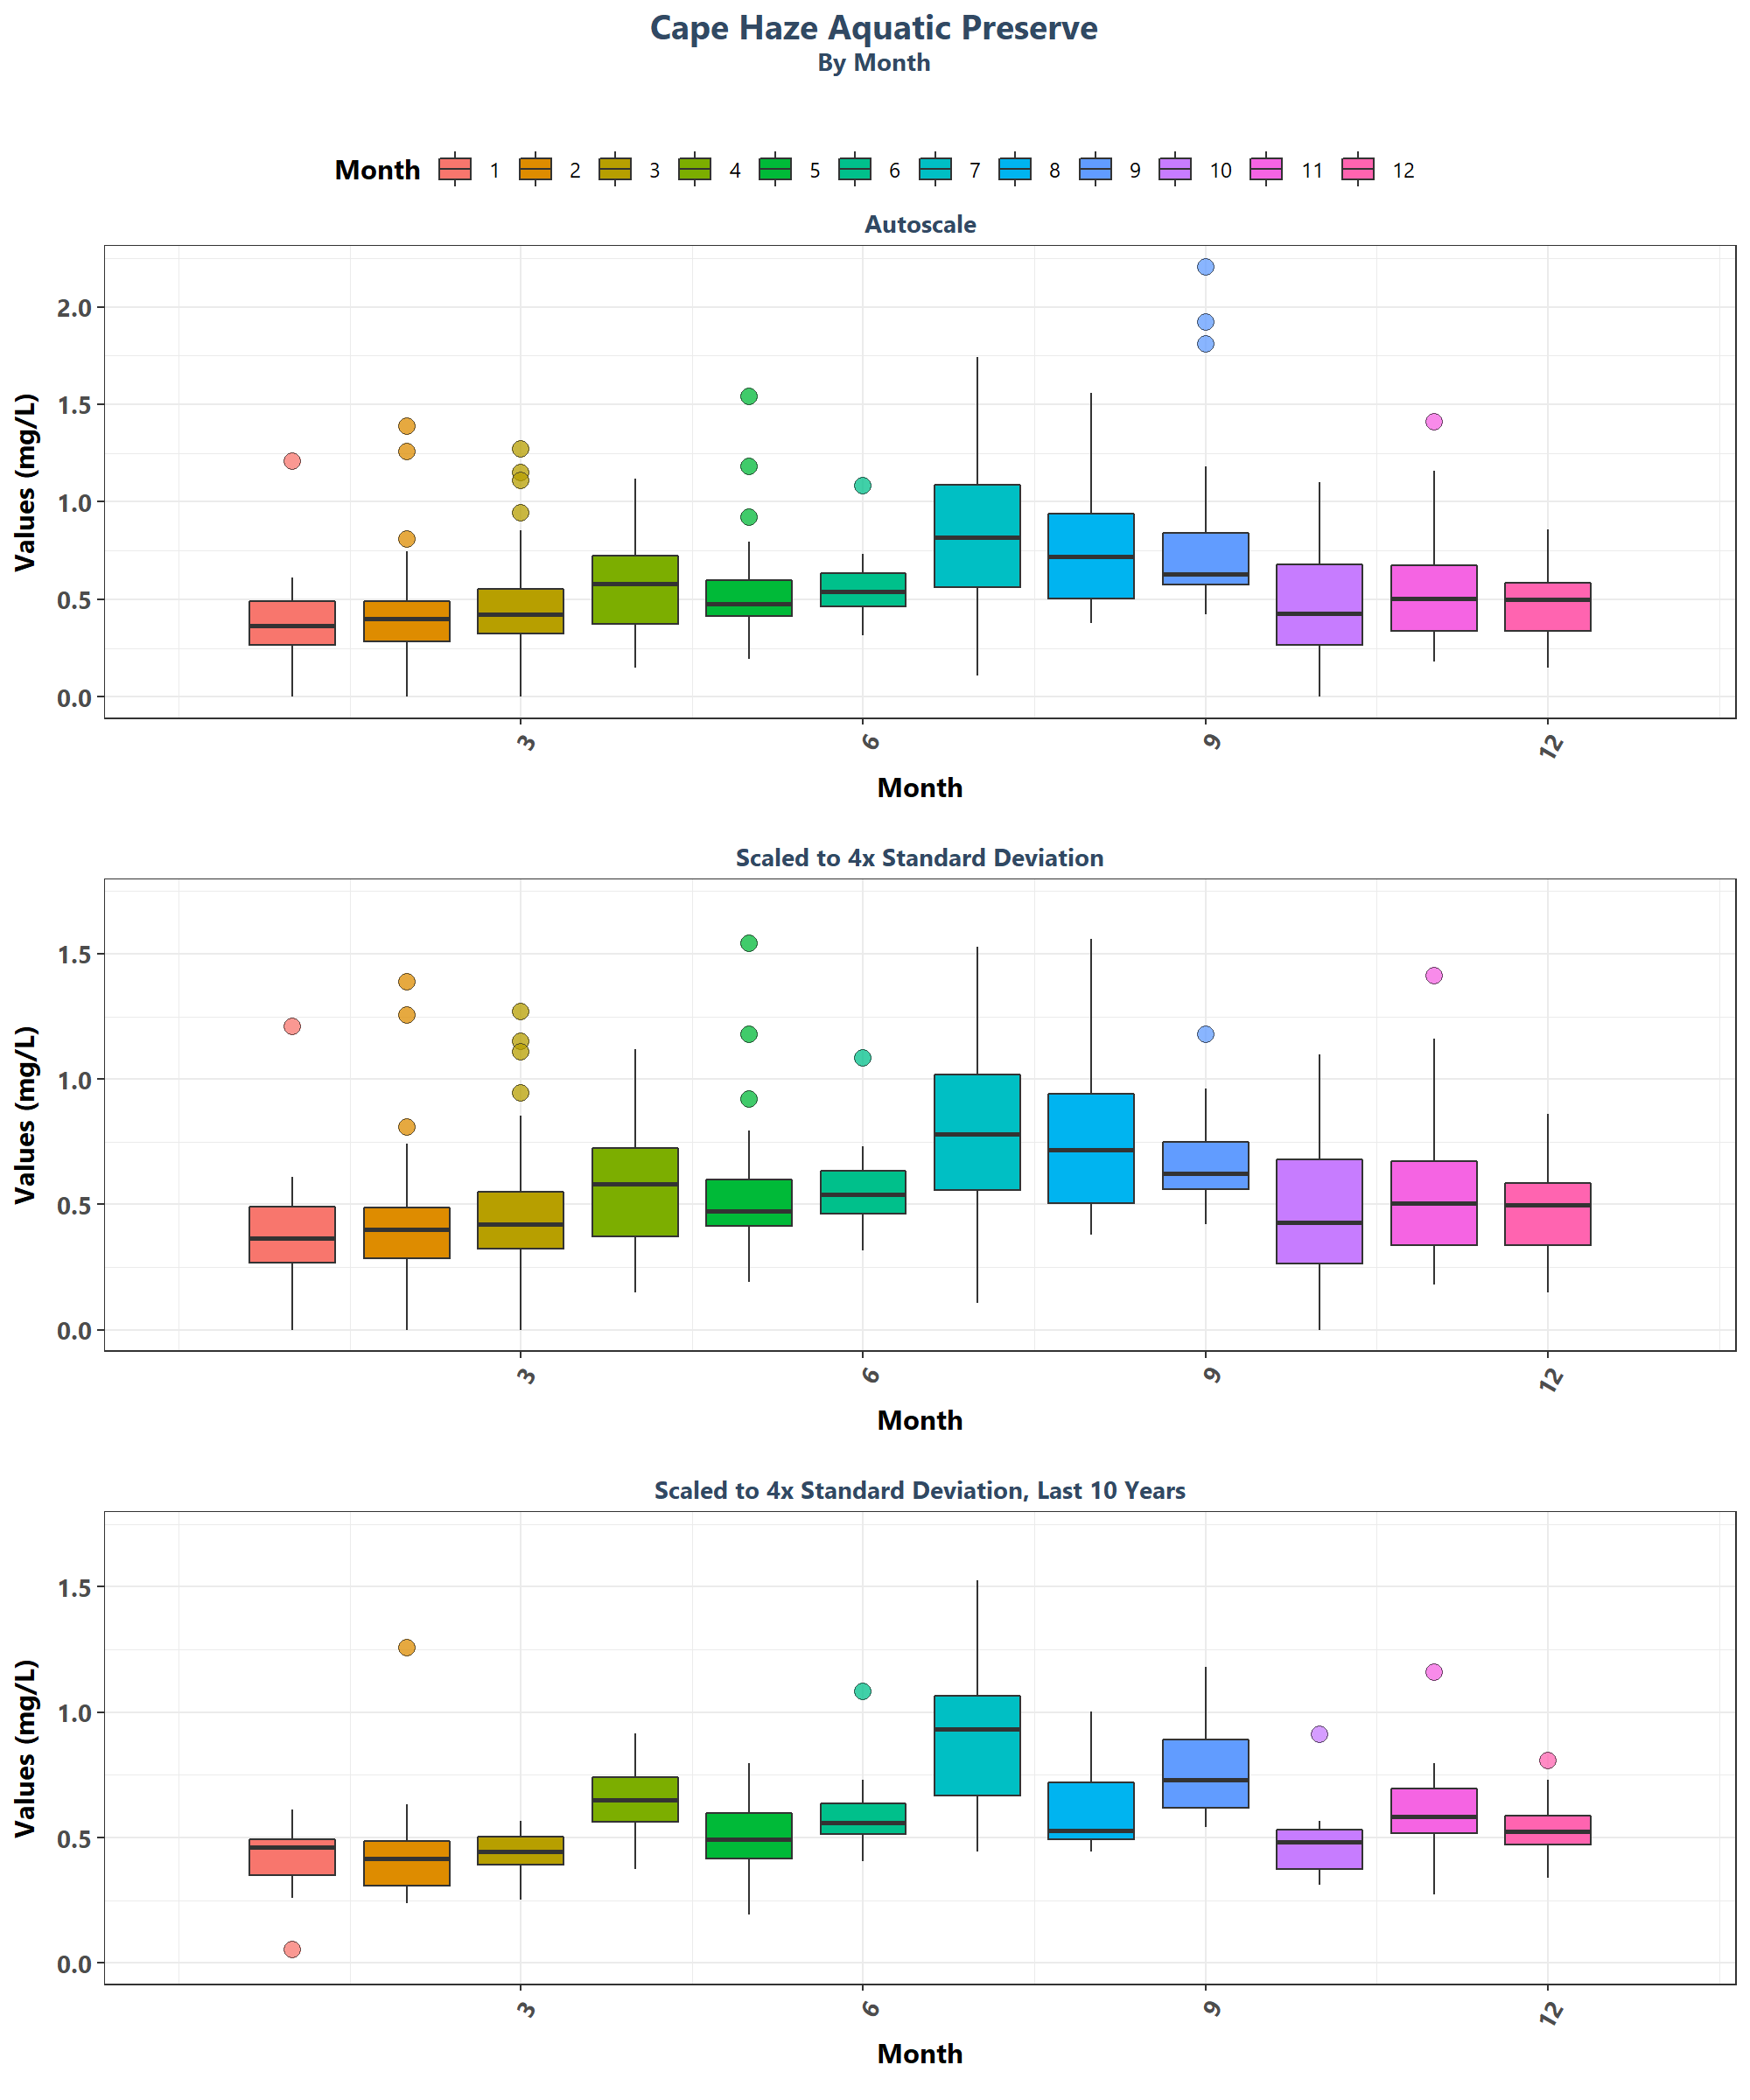 Cape Haze Aquatic Preserve
By Month
Month 1 2 3 4 5 6 7 8 9 10 11 12
Autoscale
Values (mg/L)
2.0
1.5
1.0
0.5
0.0
3 6 9 12
Month
Scaled to 4x Standard Deviation
Values (mg/L)
1.5
1.0
0.5
0.0
3 6 9 12
Month
Scaled to 4x Standard Deviation, Last 10 Years
Values (mg/L)
1.5
1.0
0.5
0.0
3 6 9 12
Month